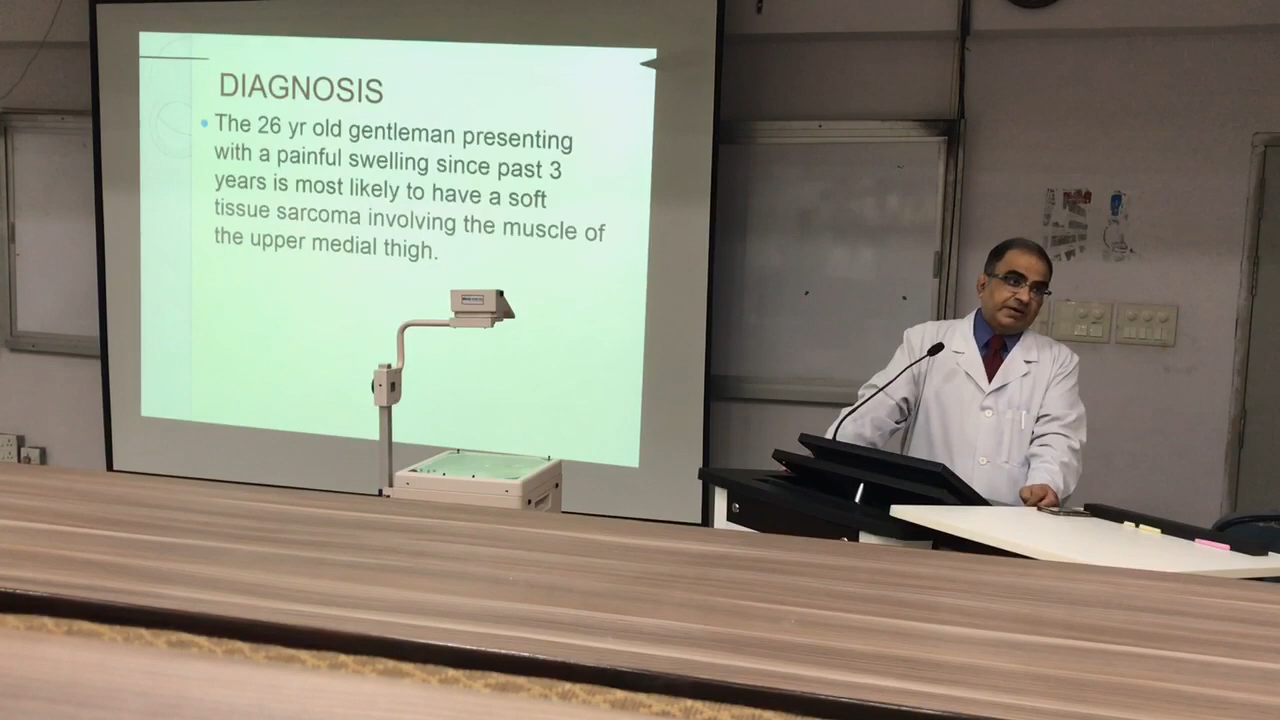 DIAGNOSIS
The 26 yr old gentleman presenting
with a painful swelling since past 3
years is most likely to have a soft
tissue sarcoma involving the muscle of
the upper medial thigh.